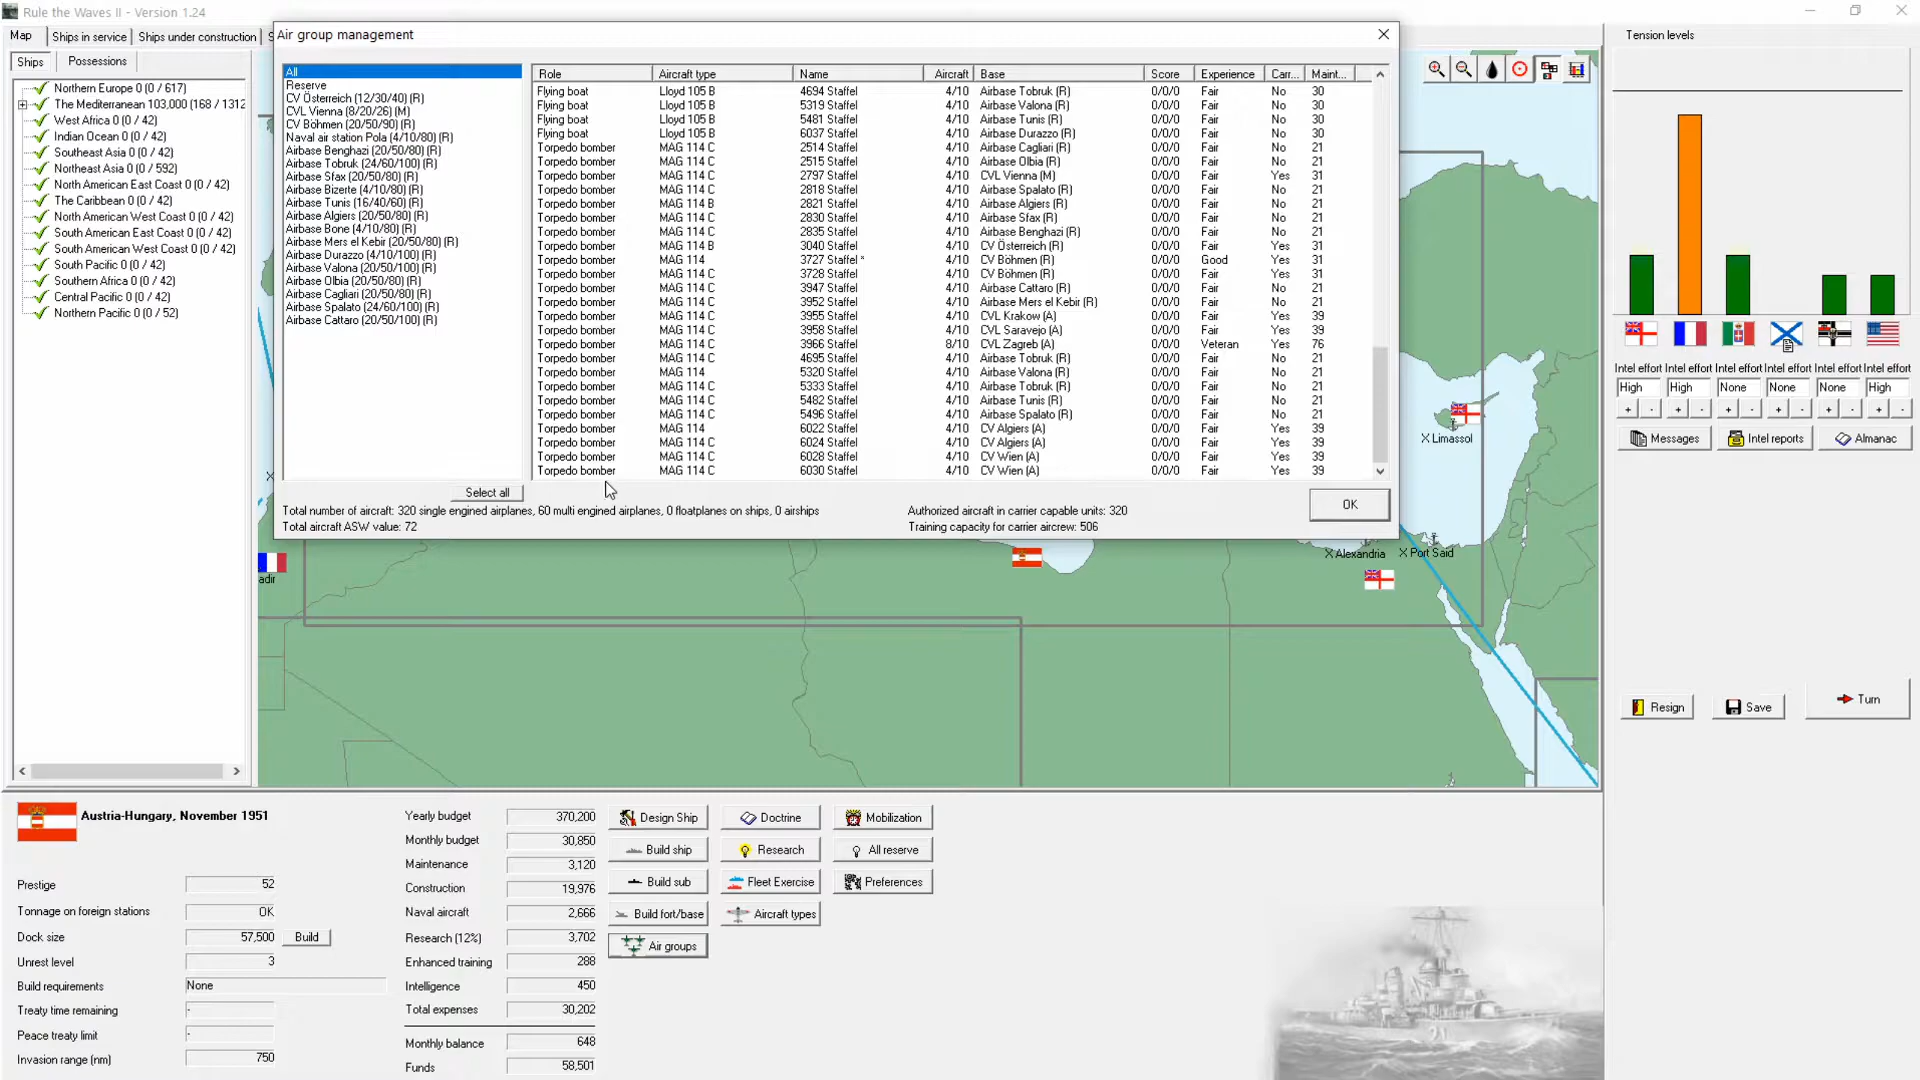 Rule the Waves II - Version 1.24
Map
Ships in service
Ships under construction
S
Ships
Possessions
Northern Europe 0 (0 / 617)
The Mediterranean 103,000 (168 / 1312
West Africa 0 (0 / 42)
Indian Ocean 0 (0 / 42)
Southeast Asia 0 (0 / 42)
Northeast Asia 0 (0 / 592)
North American East Coast 0 (0 / 42)
The Caribbean 0 (0 / 42)
North American West Coast 0 (0 / 42)
South American East Coast 0 (0 / 42)
South American West Coast 0 (0 / 42)
South Pacific 0 (0 / 42)
Southern Africa 0 (0 / 42)
Central Pacific 0 (0 / 42)
Northern Pacific 0 (0 / 52)
Air group management
All
Reserve
CV Österreich (12/30/40) (R)
CVL Vienna (8/20/26) (M)
CV Böhmen (20/50/90) (R)
Naval air station Pola (4/10/80) (R)
Airbase Benghazi (20/50/80) (R)
Airbase Tobruk (24/60/100) (R)
Airbase Sfax (20/50/80) (R)
Airbase Bizerte (4/10/80) (R)
Airbase Tunis (16/40/60) (R)
Airbase Algiers (20/50/80) (R)
Airbase Bone (4/10/80) (R)
Airbase Mers el Kebir (20/50/80) (R)
Airbase Durazzo (4/10/100) (R)
Airbase Valona (20/50/100) (R)
Airbase Olbia (20/50/80) (R)
Airbase Cagliari (20/50/80) (R)
Airbase Spalato (24/60/100) (R)
Airbase Cattaro (20/50/100) (R)
Select all
Role Aircraft type Name Aircraft Base Score Experience Carr... Maint...
Flying boat Lloyd 105 B 4694 Staffel 4/10 Airbase Tobruk (R) 0/0/0 Fair No 30
Flying boat Lloyd 105 B 5319 Staffel 4/10 Airbase Valona (R) 0/0/0 Fair No 30
Flying boat Lloyd 105 B 5481 Staffel 4/10 Airbase Tunis (R) 0/0/0 Fair No 30
Flying boat Lloyd 105 B 6037 Staffel 4/10 Airbase Durazzo (R) 0/0/0 Fair No 30
Torpedo bomber MAG 114 C 2514 Staffel 4/10 Airbase Cagliari (R) 0/0/0 Fair No 21
Torpedo bomber MAG 114 C 2515 Staffel 4/10 Airbase Olbia (R) 0/0/0 Fair No 21
Torpedo bomber MAG 114 C 2797 Staffel 4/10 CVL Vienna (M) 0/0/0 Fair Yes 31
Torpedo bomber MAG 114 C 2818 Staffel 4/10 Airbase Spalato (R) 0/0/0 Fair No 21
Torpedo bomber MAG 114 B 2821 Staffel 4/10 Airbase Algiers (R) 0/0/0 Fair No 21
Torpedo bomber MAG 114 C 2830 Staffel 4/10 Airbase Sfax (R) 0/0/0 Fair No 21
Torpedo bomber MAG 114 C 2835 Staffel 4/10 Airbase Benghazi (R) 0/0/0 Fair No 21
Torpedo bomber MAG 114 B 3040 Staffel 4/10 CV Österreich (R) 0/0/0 Fair Yes 31
Torpedo bomber MAG 114 3727 Staffel * 4/10 CV Böhmen (R) 0/0/0 Good Yes 31
Torpedo bomber MAG 114 C 3728 Staffel 4/10 CV Böhmen (R) 0/0/0 Fair Yes 31
Torpedo bomber MAG 114 C 3947 Staffel 4/10 Airbase Cattaro (R) 0/0/0 Fair No 21
Torpedo bomber MAG 114 C 3952 Staffel 4/10 Airbase Mers el Kebir (R) 0/0/0 Fair No 21
Torpedo bomber MAG 114 C 3955 Staffel 4/10 CVL Krakow (A) 0/0/0 Fair Yes 39
Torpedo bomber MAG 114 C 3958 Staffel 4/10 CVL Saravejo (A) 0/0/0 Fair Yes 39
Torpedo bomber MAG 114 C 3966 Staffel 8/10 CVL Zagreb (A) 0/0/0 Veteran Yes 76
Torpedo bomber MAG 114 C 4695 Staffel 4/10 Airbase Tobruk (R) 0/0/0 Fair No 21
Torpedo bomber MAG 114 5320 Staffel 4/10 Airbase Valona (R) 0/0/0 Fair No 21
Torpedo bomber MAG 114 C 5333 Staffel 4/10 Airbase Tobruk (R) 0/0/0 Fair No 21
Torpedo bomber MAG 114 C 5482 Staffel 4/10 Airbase Tunis (R) 0/0/0 Fair No 21
Torpedo bomber MAG 114 C 5496 Staffel 4/10 Airbase Spalato (R) 0/0/0 Fair No 21
Torpedo bomber MAG 114 6022 Staffel 4/10 CV Algiers (A) 0/0/0 Fair Yes 39
Torpedo bomber MAG 114 C 6024 Staffel 4/10 CV Algiers (A) 0/0/0 Fair Yes 39
Torpedo bomber MAG 114 C 6028 Staffel 4/10 CV Wien (A) 0/0/0 Fair Yes 39
Torpedo bomber MAG 114 C 6030 Staffel 4/10 CV Wien (A) 0/0/0 Fair Yes 39
Total number of aircraft: 320 single engined airplanes, 60 multi engined airplanes, 0 floatplanes on ships, 0 airships
Total aircraft ASW value: 72
Authorized aircraft in carrier capable units: 320
Training capacity for carrier aircrew: 506
OK
X Limassol
X Alexandria
X Port Said
adir
X
Tension levels
Intel effort Intel effort Intel effort Intel effort Intel effort Intel effort
High High None None None High
+ - + - + - + - + - + -
Messages
Intel reports
Almanac
Resign
Save
Turn
Austria-Hungary, November 1951
Prestige 52
Tonnage on foreign stations OK
Dock size 57,500 Build
Unrest level 3
Build requirements None
Treaty time remaining -
Peace treaty limit -
Invasion range (nm) 750
Yearly budget 370,200
Monthly budget 30,850
Maintenance 3,120
Construction 19,976
Naval aircraft 2,666
Research (12%) 3,702
Enhanced training 288
Intelligence 450
Total expenses 30,202
Monthly balance 648
Funds 58,501
Design Ship
Doctrine
Mobilization
Build ship
Research
All reserve
Build sub
Fleet Exercise
Preferences
Build fort/base
Aircraft types
Air groups